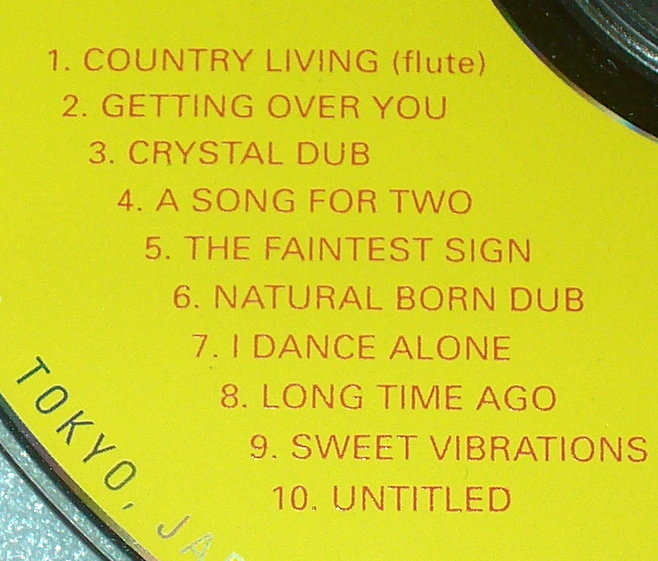 1. COUNTRY LIVING (flute)
2. GETTING OVER YOU
3. CRYSTAL DUB
4. A SONG FOR TWO
5. THE FAINTEST SIGN
6. NATURAL BORN DUB
7. I DANCE ALONE
8. LONG TIME AGO
9. SWEET VIBRATIONS
10. UNTITLED
TOKYO, JAP